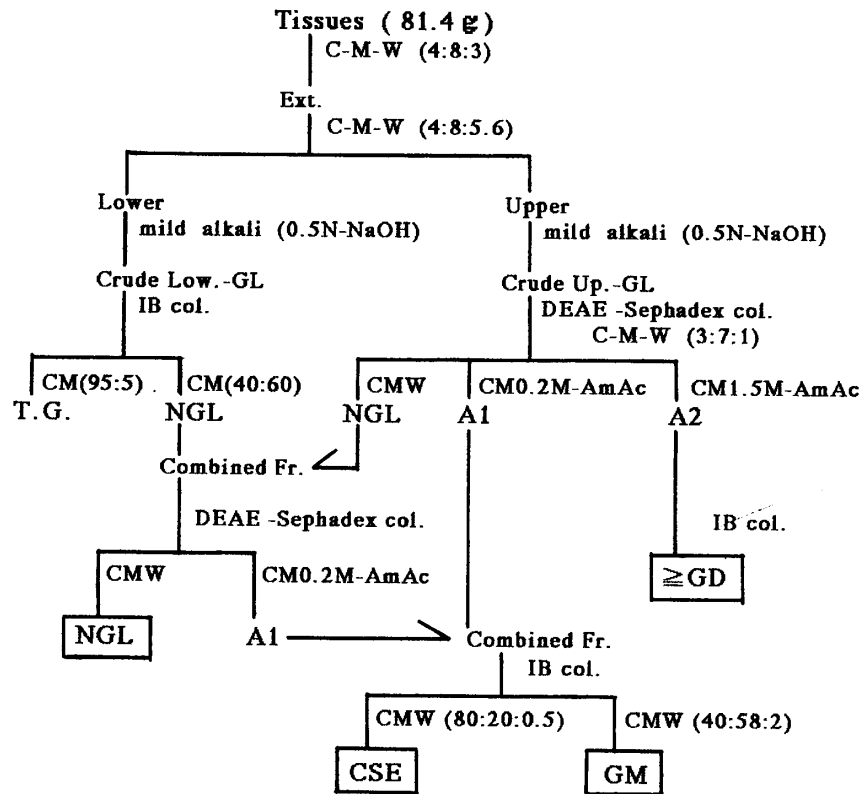 Tissues ( 81.4 g)
C-M-W (4:8:3)
Ext.
C-M-W (4:8:5.6)
Lower
mild alkali (0.5N-NaOH)
Upper
mild alkali (0.5N-NaOH)
Crude Low.-GL
IB col.
Crude Up.-GL
DEAE -Sephadex col.
C-M-W (3:7:1)
CM(95:5) .
CM(40:60)
CMW
CM0.2M-AmAc
CM1.5M-AmAc
T.G.
NGL
NGL
A1
A2
Combined Fr.
DEAE -Sephadex col.
IB col.
CMW
CM0.2M-AmAc
≧GD
NGL
A1
Combined Fr.
IB col.
CMW (80:20:0.5)
CMW (40:58:2)
CSE
GM